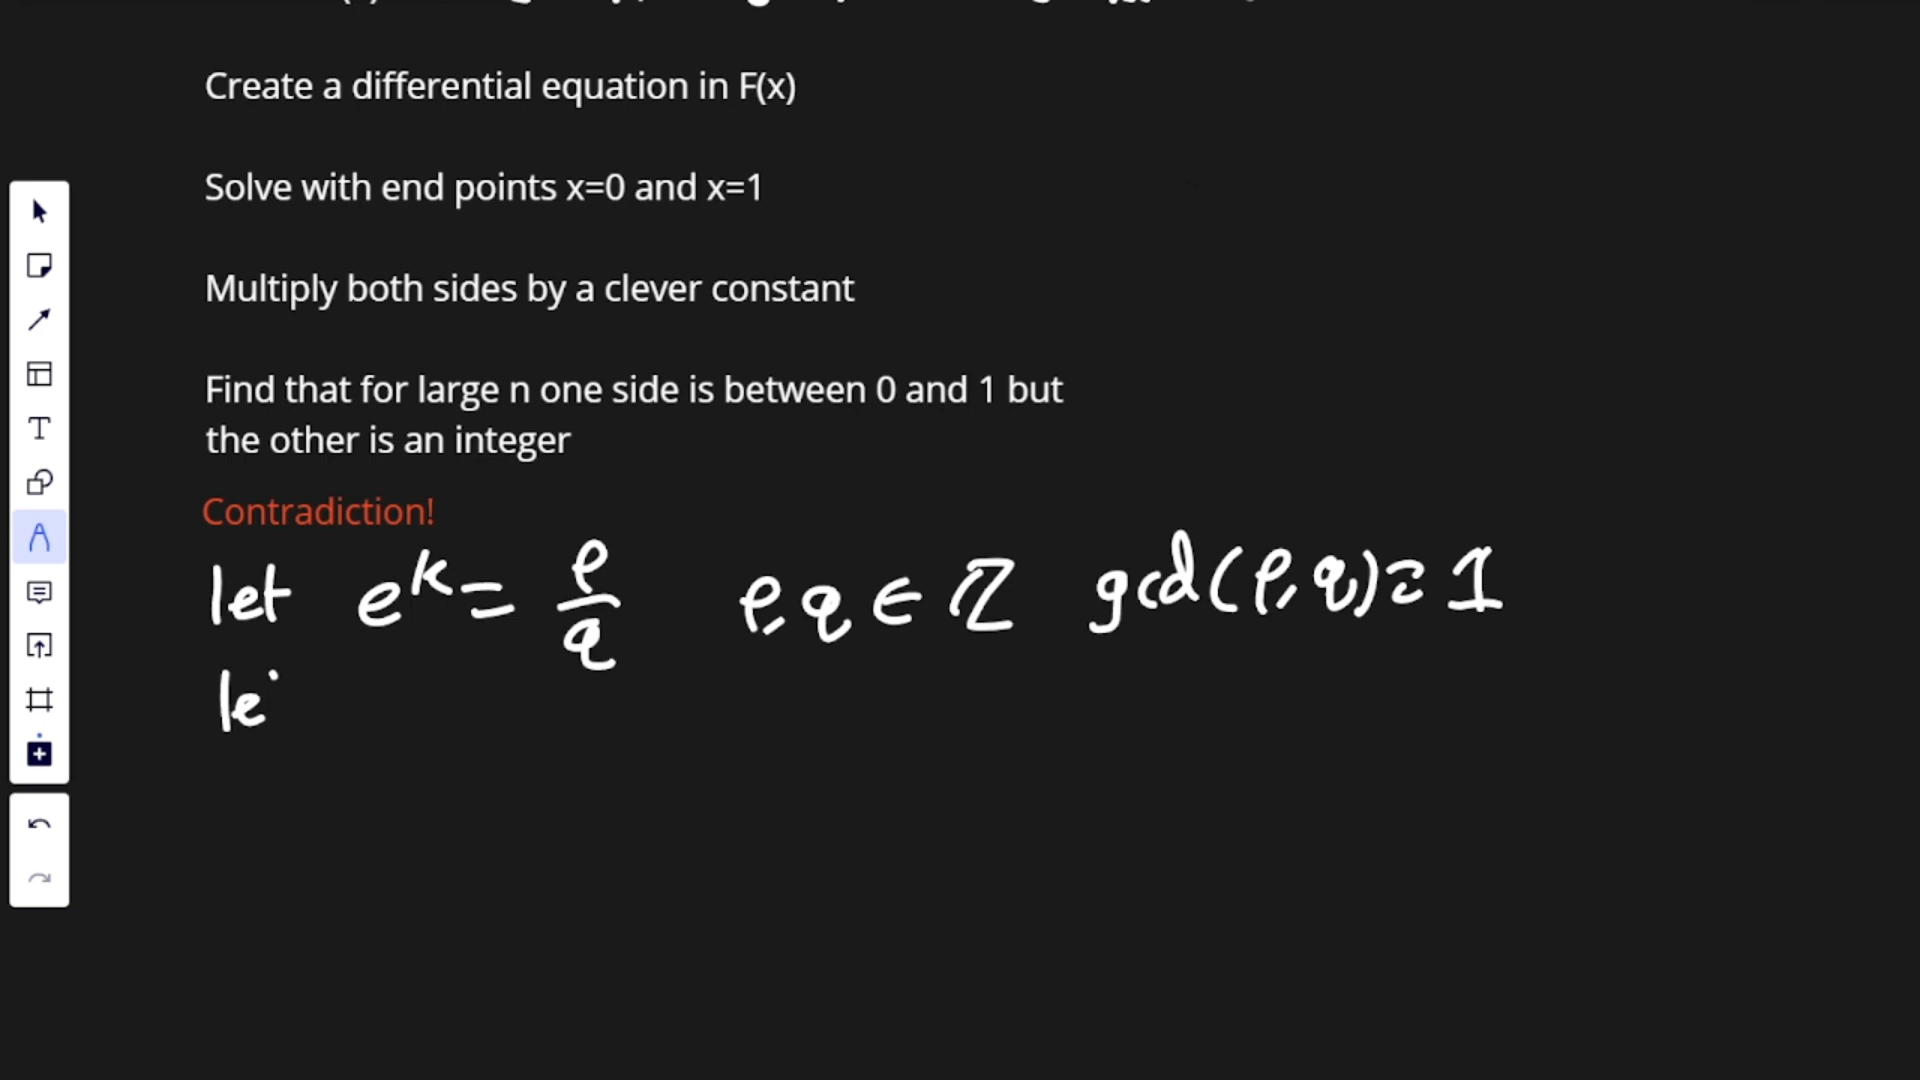 Create a differential equation in F(x)
Solve with end points x=0 and x=1
Multiply both sides by a clever constant
Find that for large n one side is between 0 and 1 but
the other is an integer
Contradiction!
let e^k = p/q p,q ∈ ℤ gcd(p,q)=1
le